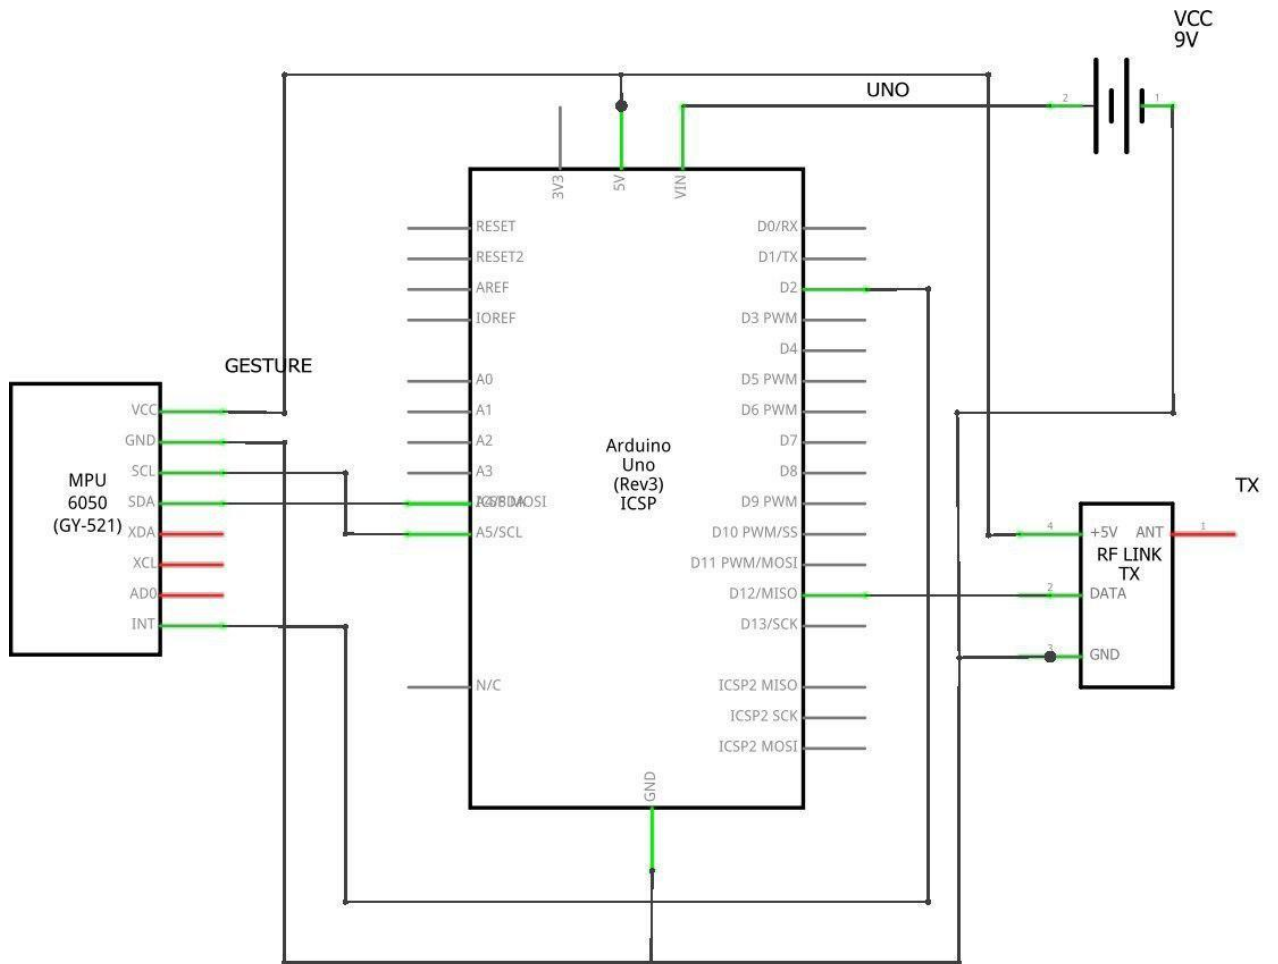 VCC
9V
UNO
2
1
3V3
5V
VIN
RESET
RESET2
AREF
IOREF
A0
A1
A2
A3
A5/SCL
N/C
D0/RX
D1/TX
D2
D3 PWM
D4
D5 PWM
D6 PWM
D7
D8
D9 PWM
D10 PWM/SS
D11 PWM/MOSI
D12/MISO
D13/SCK
ICSP2 MISO
ICSP2 SCK
ICSP2 MOSI
GND
Arduino
Uno
(Rev3)
ICSP
GESTURE
VCC
GND
SCL
SDA
XDA
XCL
AD0
INT
MPU
6050
(GY-521)
TX
4
+5V
ANT
1
RF LINK
TX
2
DATA
3
GND